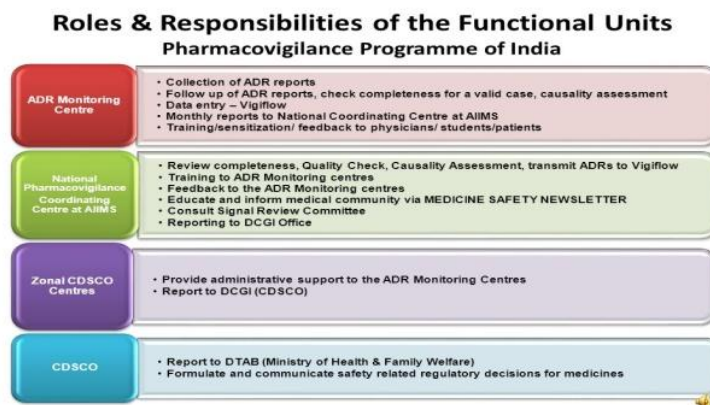 Roles & Responsibilities of the Functional Units
Pharmacovigilance Programme of India
ADR Monitoring
Centre
• Collection of ADR reports
• Follow up of ADR reports, check completeness for a valid case, causality assessment
• Data entry – Vigiflow
• Monthly reports to National Coordinating Centre at AIIMS
• Training/sensitization/ feedback to physicians/ students/patients
National
Pharmacovigilance
Coordinating
Centre at AIIMS
• Review completeness, Quality Check, Causality Assessment, transmit ADRs to Vigiflow
• Training to ADR Monitoring centres
• Feedback to the ADR Monitoring centres
• Educate and inform medical community via MEDICINE SAFETY NEWSLETTER
• Consult Signal Review Committee
• Reporting to DCGI Office
Zonal CDSCO
Centres
• Provide administrative support to the ADR Monitoring Centres
• Report to DCGI (CDSCO)
CDSCO
• Report to DTAB (Ministry of Health & Family Welfare)
• Formulate and communicate safety related regulatory decisions for medicines